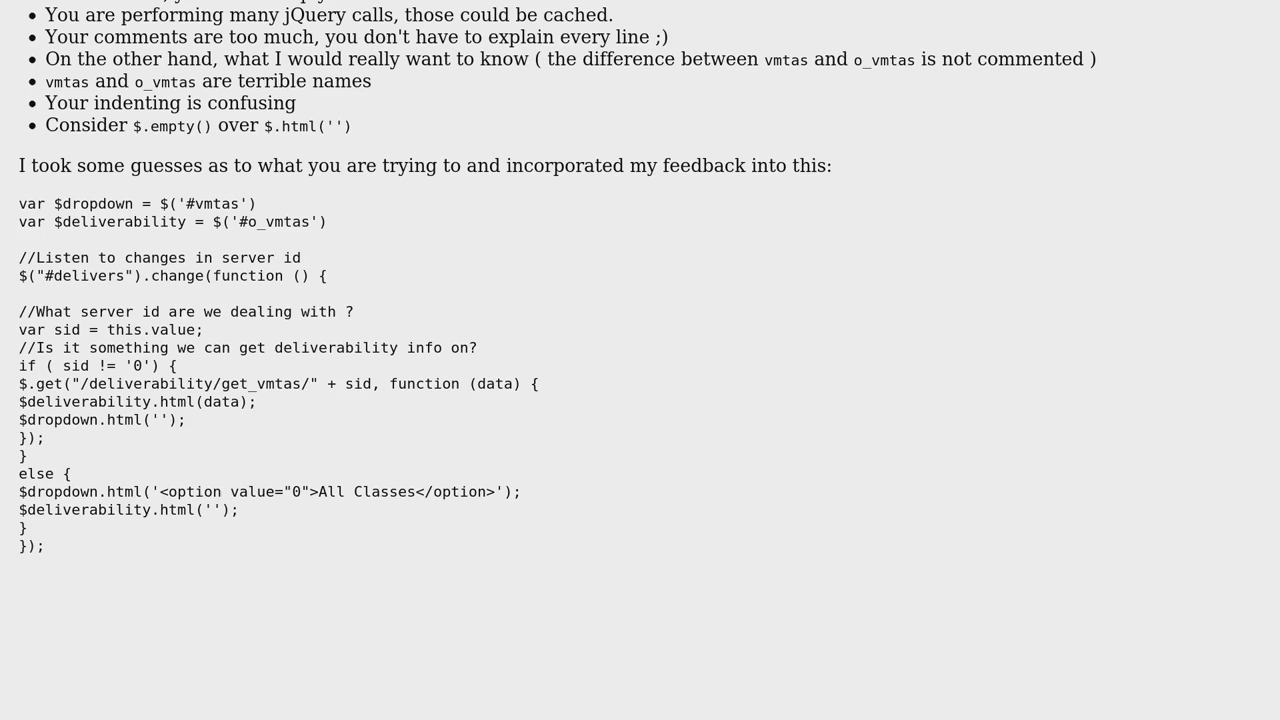 • You are performing many jQuery calls, those could be cached.
• Your comments are too much, you don't have to explain every line ;)
• On the other hand, what I would really want to know ( the difference between vmtas and o_vmtas is not commented )
• vmtas and o_vmtas are terrible names
• Your indenting is confusing
• Consider $.empty() over $.html('')
I took some guesses as to what you are trying to and incorporated my feedback into this:
var $dropdown = $('#vmtas')
var $deliverability = $('#o_vmtas')
//Listen to changes in server id
$("#delivers").change(function () {
//What server id are we dealing with ?
var sid = this.value;
//Is it something we can get deliverability info on?
if ( sid != '0') {
$.get("/deliverability/get_vmtas/" + sid, function (data) {
$deliverability.html(data);
$dropdown.html('');
});
}
else {
$dropdown.html('<option value="0">All Classes</option>');
$deliverability.html('');
}
});